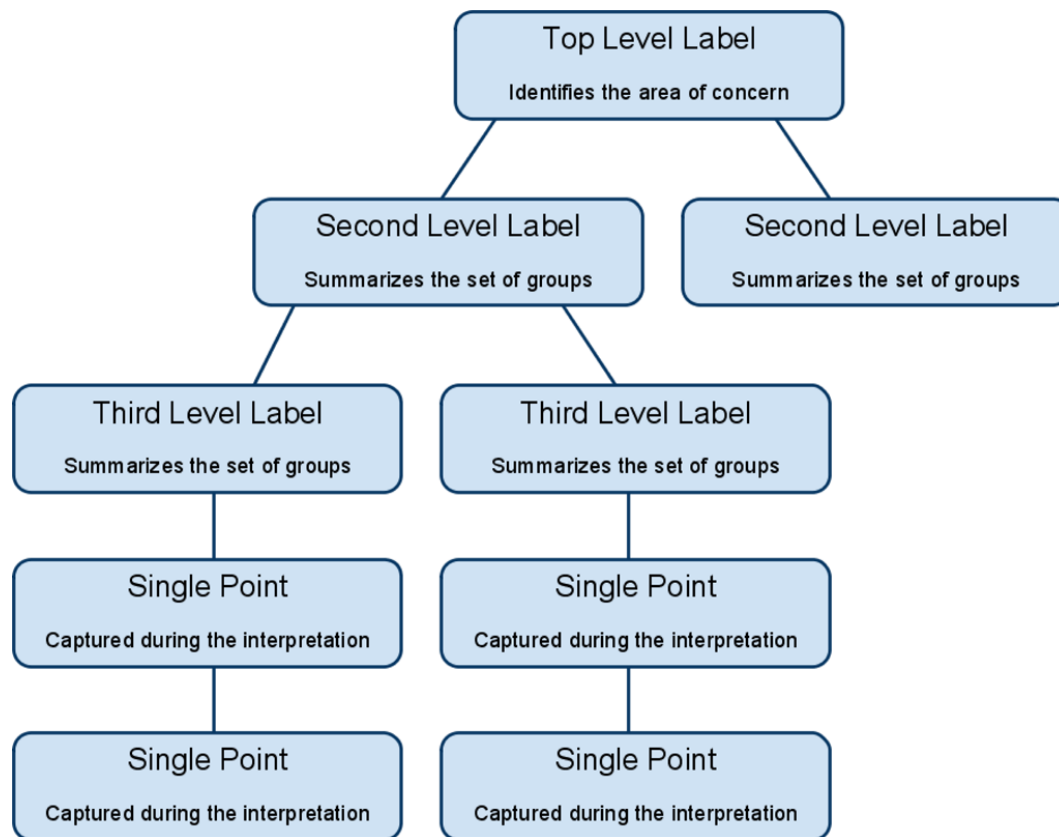 Top Level Label
Identifies the area of concern
Second Level Label
Summarizes the set of groups
Second Level Label
Summarizes the set of groups
Third Level Label
Summarizes the set of groups
Third Level Label
Summarizes the set of groups
Single Point
Captured during the interpretation
Single Point
Captured during the interpretation
Single Point
Captured during the interpretation
Single Point
Captured during the interpretation